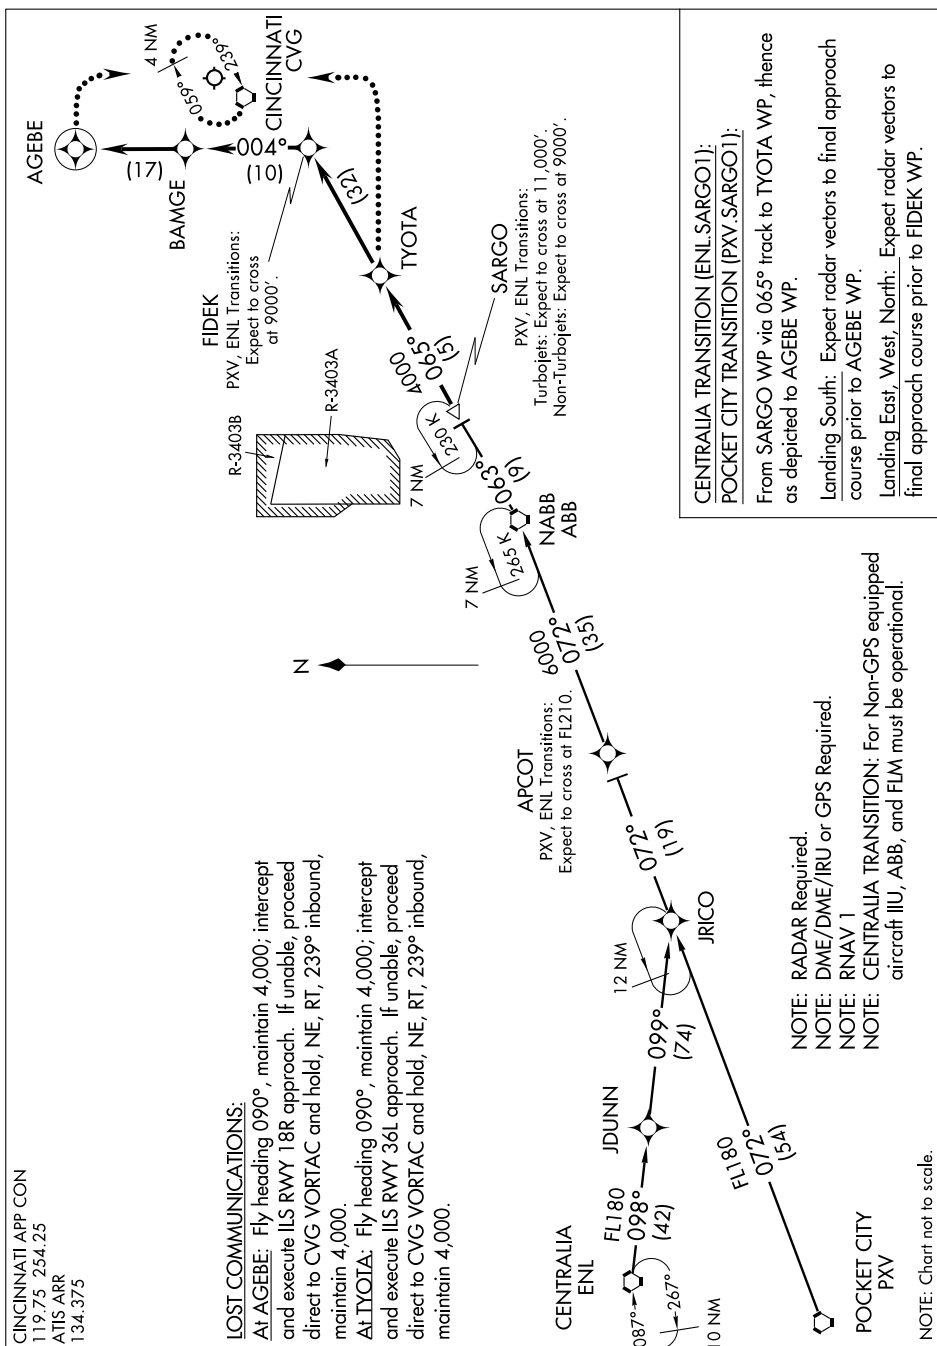 CINCINNATI APP CON
119.75 254.25
ATIS ARR
134.375
LOST COMMUNICATIONS:
At AGEBE: Fly heading 090°, maintain 4,000; intercept
and execute ILS RWY 18R approach. If unable, proceed
direct to CVG VORTAC and hold, NE, RT, 239° inbound,
maintain 4,000.
At TYOTA: Fly heading 090°, maintain 4,000; intercept
and execute ILS RWY 36L approach. If unable, proceed
direct to CVG VORTAC and hold, NE, RT, 239° inbound,
maintain 4,000.
AGEBE
4 NM
059°
239°
CINCINNATI
CVG
(17)
BAMGE
004°
(10)
FIDEK
PXV, ENL Transitions:
Expect to cross
at 9000'.
(32)
TYOTA
R-3403B
R-3403A
4000
065°
(5)
SARGO
PXV, ENL Transitions:
Turbojets: Expect to cross at 11,000'.
Non-Turbojets: Expect to cross at 9000'.
7 NM
230 K
063°
(9)
NABB
ABB
7 NM
265 K
N
6000
072°
(35)
APCOT
PXV, ENL Transitions:
Expect to cross at FL210.
072°
(19)
JRICO
12 NM
099°
(74)
JDUNN
FL180
098°
(42)
CENTRALIA
ENL
087°
267°
10 NM
FL180
072°
(54)
POCKET CITY
PXV
CENTRALIA TRANSITION (ENL.SARGO1):
POCKET CITY TRANSITION (PXV.SARGO1):
From SARGO WP via 065° track to TYOTA WP, thence
as depicted to AGEBE WP.
Landing South: Expect radar vectors to final approach
course prior to AGEBE WP.
Landing East, West, North: Expect radar vectors to
final approach course prior to FIDEK WP.
NOTE: RADAR Required.
NOTE: DME/DME/IRU or GPS Required.
NOTE: RNAV 1
NOTE: CENTRALIA TRANSITION: For Non-GPS equipped
aircraft IIU, ABB, and FLM must be operational.
NOTE: Chart not to scale.